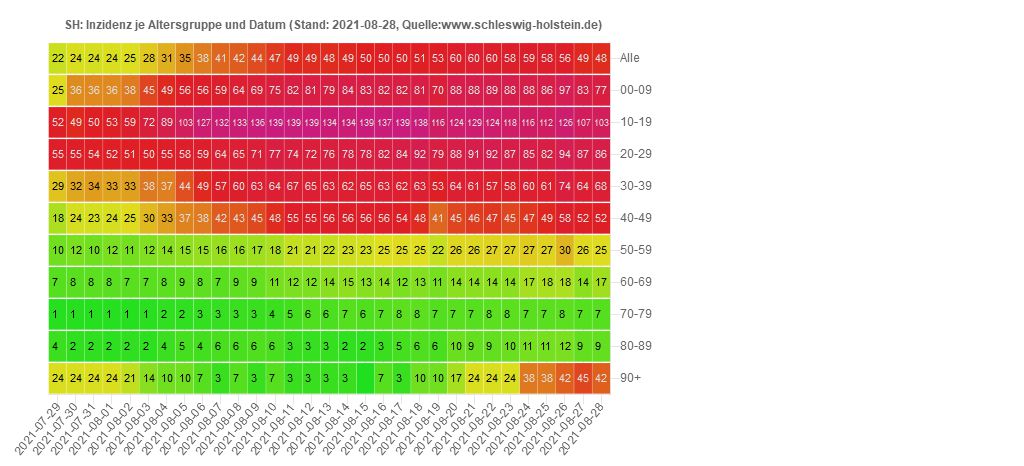 SH: Inzidenz je Altersgruppe und Datum (Stand: 2021-08-28, Quelle:www.schleswig-holstein.de)
22 24 24 24 25 28 31 35 38 41 42 44 47 49 49 48 49 50 50 50 51 53 60 60 60 58 59 58 56 49 48 Alle
25 36 36 36 38 45 49 56 56 59 64 69 75 82 81 79 84 83 82 82 81 70 88 88 89 88 88 86 97 83 77 00-09
52 49 50 53 59 72 89 103 127 132 133 136 139 139 139 134 134 139 137 139 138 116 124 129 124 118 116 112 126 107 103 10-19
55 55 54 52 51 50 55 58 59 64 65 71 77 74 72 76 78 78 82 84 92 79 88 91 92 87 85 82 94 87 86 20-29
29 32 34 33 33 38 37 44 49 57 60 63 64 67 65 63 62 65 63 62 63 53 64 61 57 58 60 61 74 64 68 30-39
18 24 23 24 25 30 33 37 38 42 43 45 48 55 55 56 56 56 56 54 48 41 45 46 47 45 47 49 58 52 52 40-49
10 12 10 12 11 12 14 15 15 16 16 17 18 21 21 22 23 23 25 25 25 22 26 26 27 27 27 27 30 26 25 50-59
7 8 8 8 7 7 8 9 8 7 9 9 11 12 12 14 15 13 14 12 13 11 14 14 14 14 17 18 18 14 17 60-69
1 1 1 1 1 1 2 2 3 3 3 3 4 5 6 6 7 6 7 8 8 7 7 7 8 8 7 7 8 7 7 70-79
4 2 2 2 2 2 4 5 4 6 6 6 6 3 3 3 2 2 3 5 6 6 10 9 9 10 11 11 12 9 9 80-89
24 24 24 24 21 14 10 10 7 3 7 3 7 3 3 3 3 7 3 10 10 17 24 24 24 38 38 42 45 42 90+
2021-07-29
2021-07-30
2021-07-31
2021-08-01
2021-08-02
2021-08-03
2021-08-04
2021-08-05
2021-08-06
2021-08-07
2021-08-08
2021-08-09
2021-08-10
2021-08-11
2021-08-12
2021-08-13
2021-08-14
2021-08-15
2021-08-16
2021-08-17
2021-08-18
2021-08-19
2021-08-20
2021-08-21
2021-08-22
2021-08-23
2021-08-24
2021-08-25
2021-08-26
2021-08-27
2021-08-28